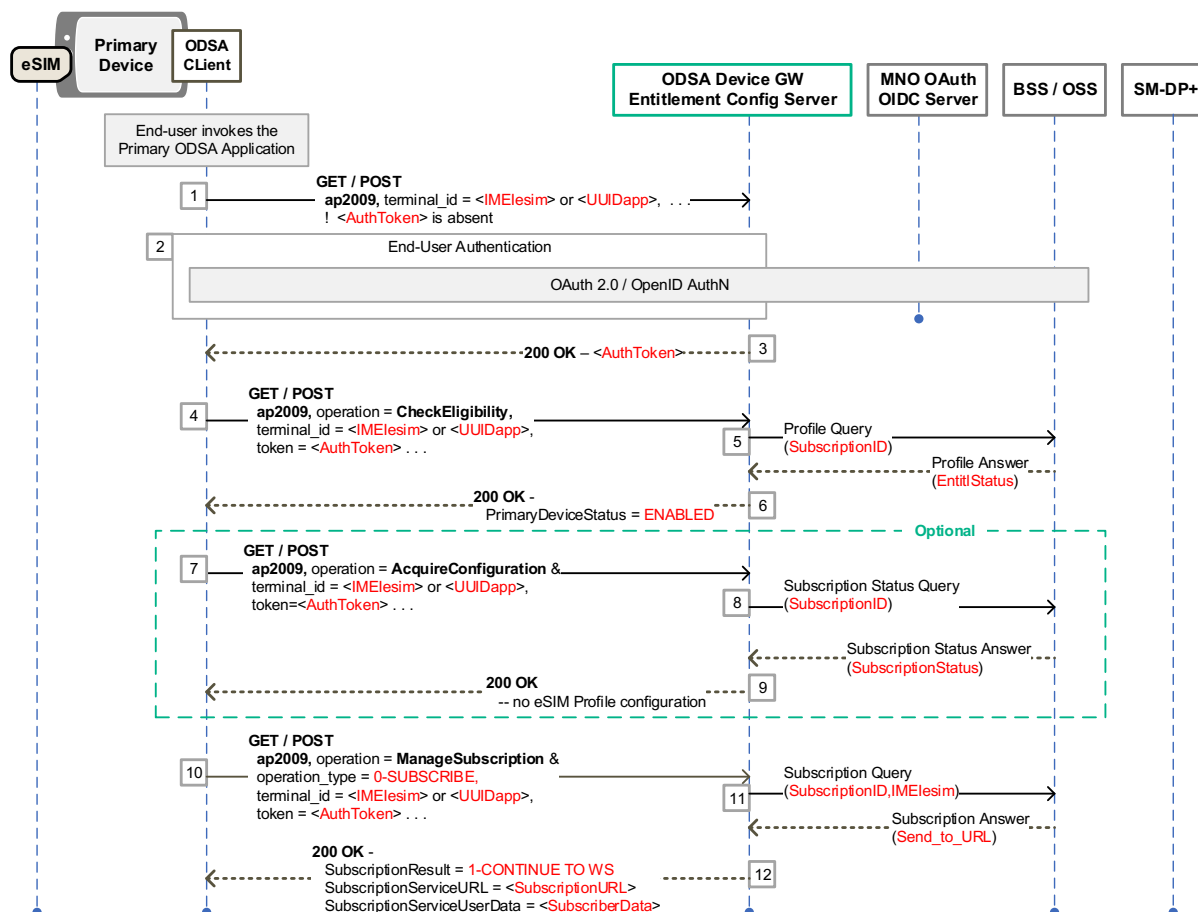 eSIM
Primary
Device
ODSA
CLient
ODSA Device GW
Entitlement Config Server
MNO OAuth
OIDC Server
BSS / OSS
SM-DP+
End-user invokes the
Primary ODSA Application
1
GET / POST
ap2009, terminal_id = <IMEIesim> or <UUIDapp>, . . .
! <AuthToken> is absent
2
End-User Authentication
OAuth 2.0 / OpenID AuthN
3
200 OK – <AuthToken>
4
GET / POST
ap2009, operation = CheckEligibility,
terminal_id = <IMEIesim> or <UUIDapp>,
token = <AuthToken> . . .
5
Profile Query
(SubscriptionID)
Profile Answer
(EntitlStatus)
6
200 OK -
PrimaryDeviceStatus = ENABLED
Optional
7
GET / POST
ap2009, operation = AcquireConfiguration &
terminal_id = <IMEIesim> or <UUIDapp>,
token=<AuthToken> . . .
8
Subscription Status Query
(SubscriptionID)
Subscription Status Answer
(SubscriptionStatus)
9
200 OK
-- no eSIM Profile configuration
10
GET / POST
ap2009, operation = ManageSubscription &
operation_type = 0-SUBSCRIBE,
terminal_id = <IMEIesim> or <UUIDapp>,
token = <AuthToken> . . .
11
Subscription Query
(SubscriptionID,IMEIesim)
Subscription Answer
(Send_to_URL)
12
200 OK -
SubscriptionResult = 1-CONTINUE TO WS
SubscriptionServiceURL = <SubscriptionURL>
SubscriptionServiceUserData = <SubscriberData>